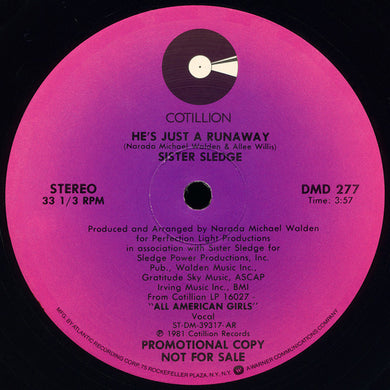 COTILLION
HE'S JUST A RUNAWAY
(Narada Michael Walden & Allee Willis)
SISTER SLEDGE
STEREO
33 1/3 RPM
DMD 277
Time: 3:57
Produced and Arranged by Narada Michael Walden
for Perfection Light Productions
in association with Sister Sledge for
Sledge Power Productions, Inc.
Pub., Walden Music Inc.,
Gratitude Sky Music, ASCAP
Irving Music Inc., BMI
From Cotillion LP 16027 -
"ALL AMERICAN GIRLS"
Vocal
ST-DM-39317-AR
℗ 1981 Cotillion Records
PROMOTIONAL COPY
NOT FOR SALE
MFG. BY ATLANTIC RECORDING CORP. 75 ROCKEFELLER PLAZA, N.Y. N.Y. A WARNER COMMUNICATIONS COMPANY